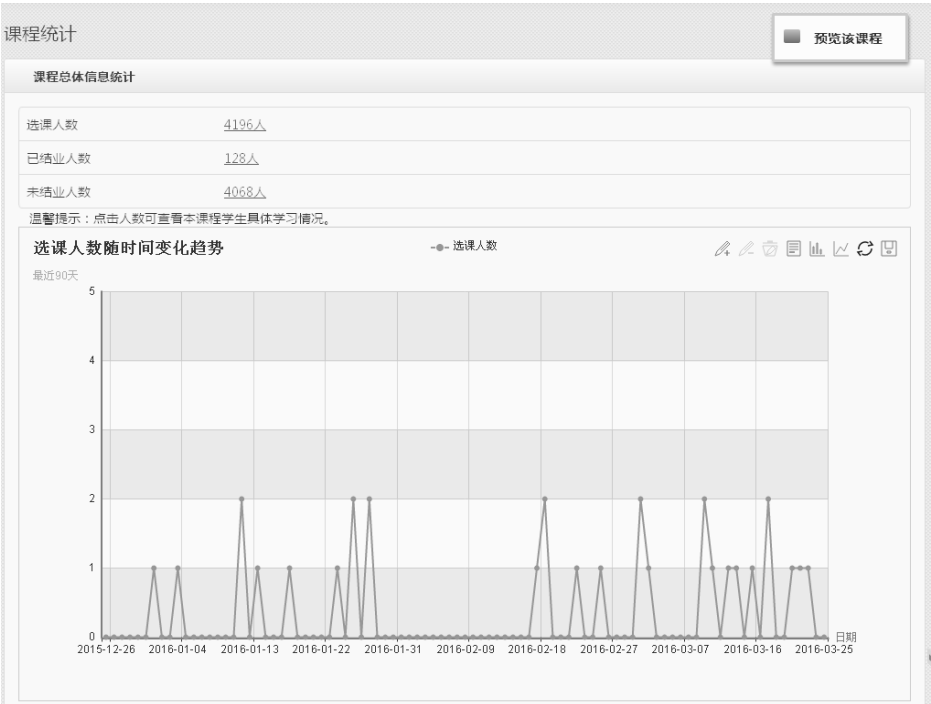 课程统计
预览该课程
课程总体信息统计
选课人数 4196人
已结业人数 128人
未结业人数 4068人
温馨提示：点击人数可查看本课程学生具体学习情况。
选课人数随时间变化趋势
选课人数
最近90天
5
4
3
2
1
0
日期
2015-12-26 2016-01-04 2016-01-13 2016-01-22 2016-01-31 2016-02-09 2016-02-18 2016-02-27 2016-03-07 2016-03-16 2016-03-25